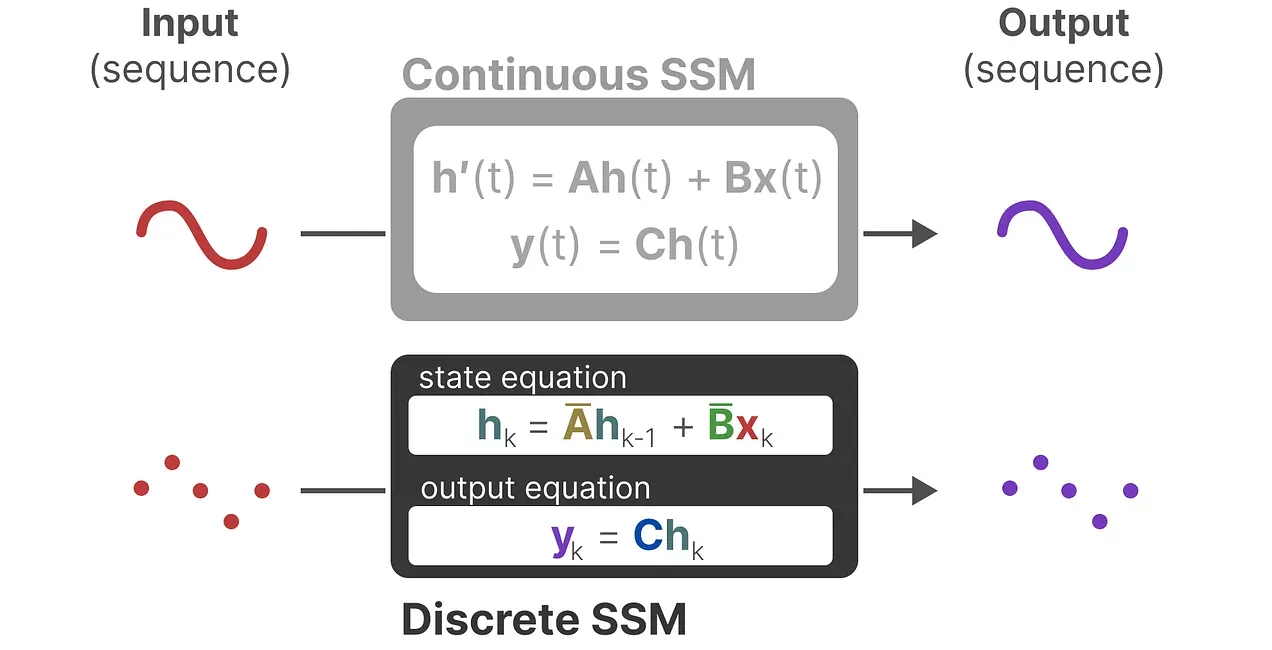 Input
(sequence)
Output
(sequence)
Continuous SSM
h′(t) = Ah(t) + Bx(t)
y(t) = Ch(t)
state equation
hₖ = A̅hₖ₋₁ + B̅xₖ
output equation
yₖ = Chₖ
Discrete SSM